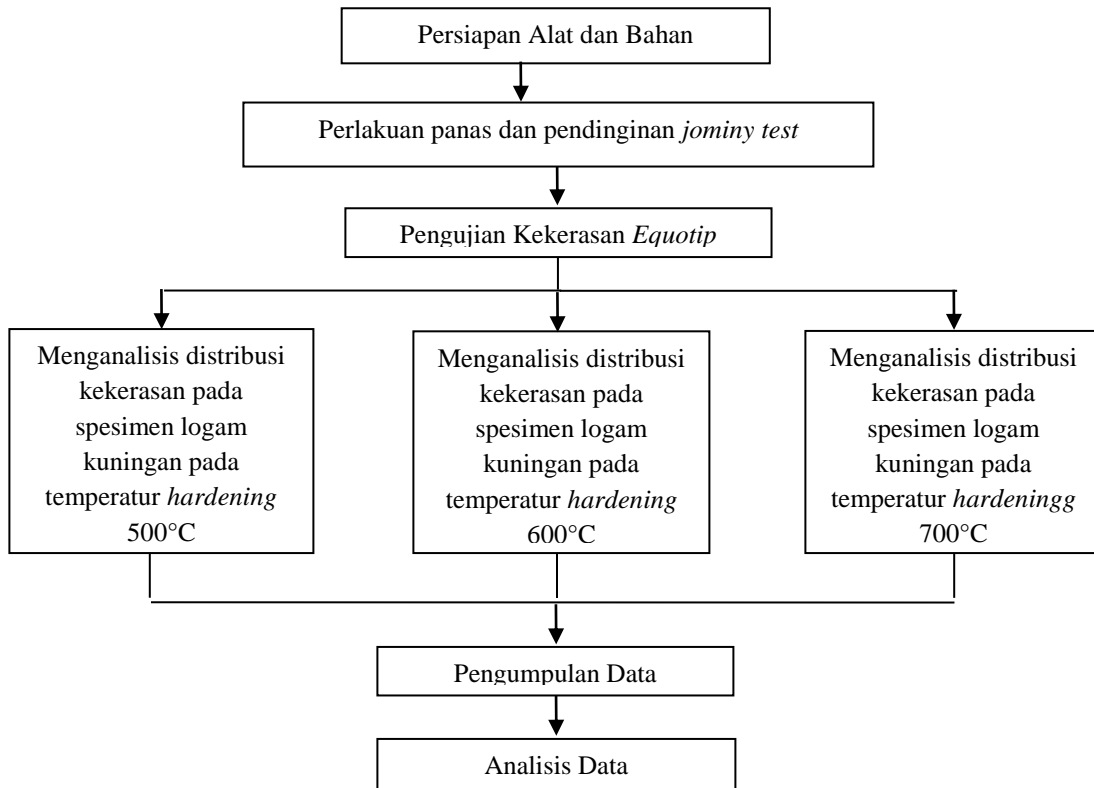 Persiapan Alat dan Bahan
Perlakuan panas dan pendinginan jominy test
Pengujian Kekerasan Equotip
Menganalisis distribusi
kekerasan pada
spesimen logam
kuningan pada
temperatur hardening
500°C
Menganalisis distribusi
kekerasan pada
spesimen logam
kuningan pada
temperatur hardening
600°C
Menganalisis distribusi
kekerasan pada
spesimen logam
kuningan pada
temperatur hardeningg
700°C
Pengumpulan Data
Analisis Data